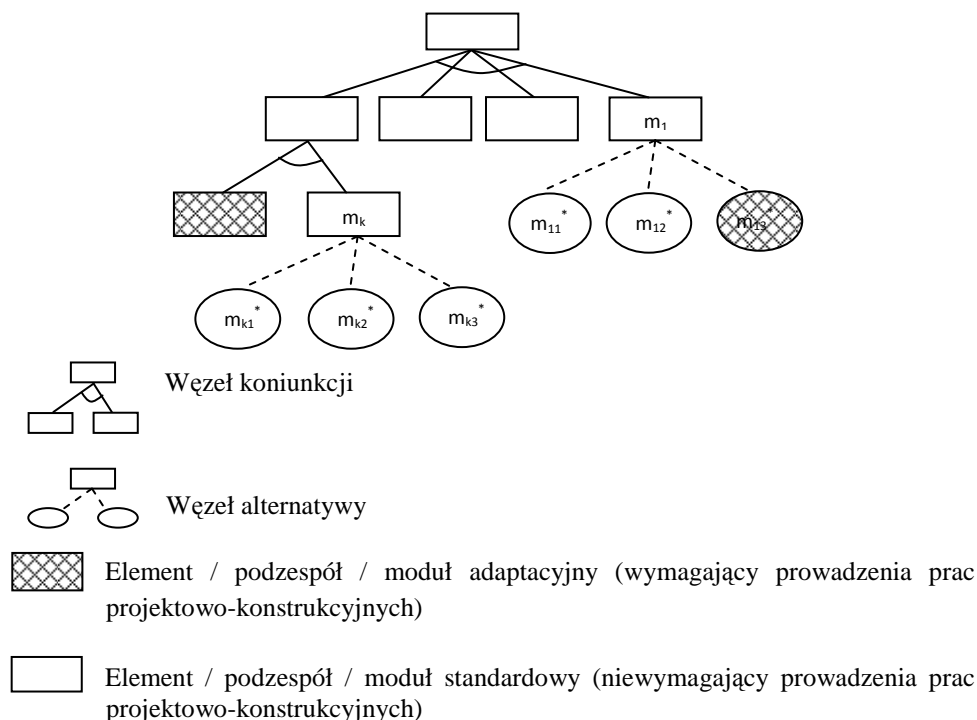 m₁
m₁₁* m₁₂* m₁₃*
mₖ
mₖ₁* mₖ₂* mₖ₃*
Węzeł koniunkcji
Węzeł alternatywy
Element / podzespół / moduł adaptacyjny (wymagający prowadzenia prac
projektowo-konstrukcyjnych)
Element / podzespół / moduł standardowy (niewymagający prowadzenia prac
projektowo-konstrukcyjnych)